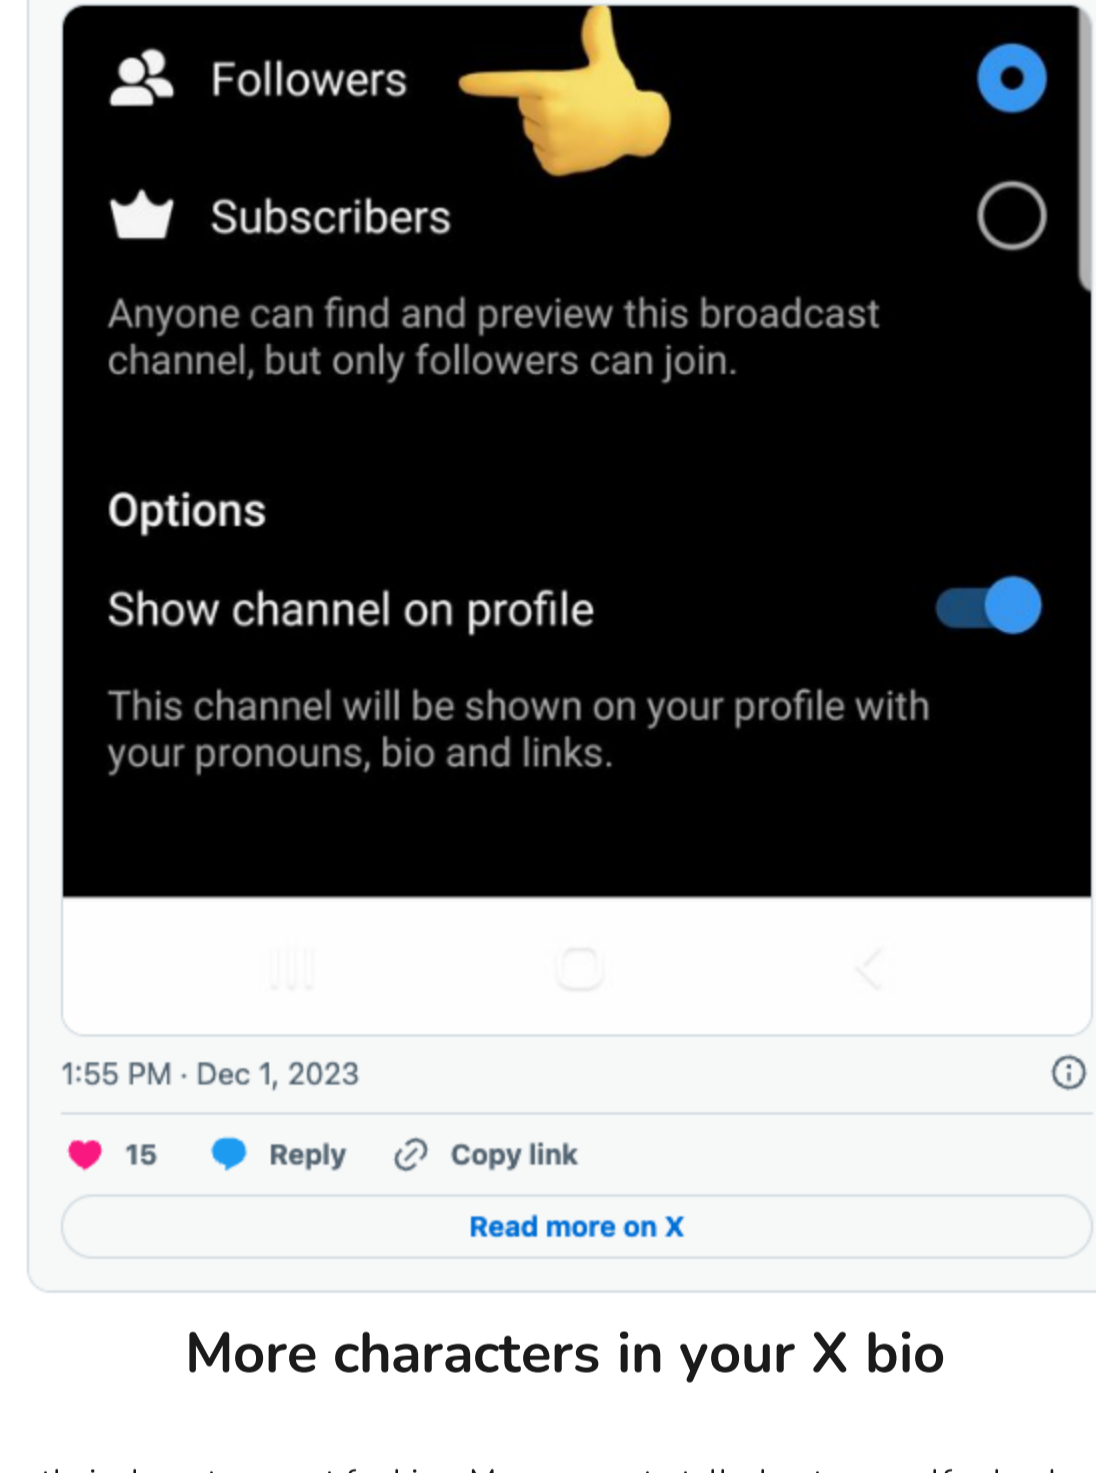 Followers
Subscribers
Anyone can find and preview this broadcast
channel, but only followers can join.
Options
Show channel on profile
This channel will be shown on your profile with
your pronouns, bio and links.
1:55 PM · Dec 1, 2023
15 Reply Copy link
Read more on X
More characters in your X bio